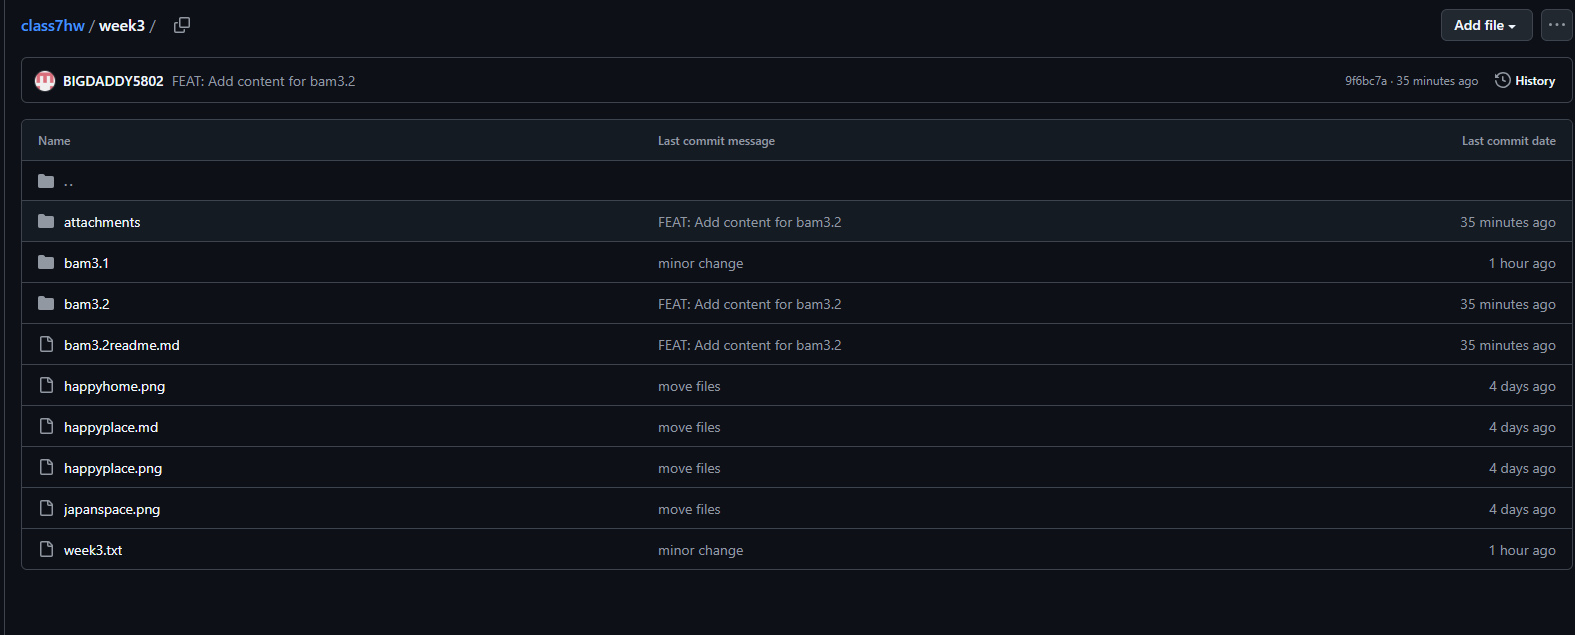 class7hw / week3 /
Add file
BIGDADDY5802 FEAT: Add content for bam3.2
9f6bc7a · 35 minutes ago
History
Name Last commit message Last commit date
..
attachments FEAT: Add content for bam3.2 35 minutes ago
bam3.1 minor change 1 hour ago
bam3.2 FEAT: Add content for bam3.2 35 minutes ago
bam3.2readme.md FEAT: Add content for bam3.2 35 minutes ago
happyhome.png move files 4 days ago
happyplace.md move files 4 days ago
happyplace.png move files 4 days ago
japanspace.png move files 4 days ago
week3.txt minor change 1 hour ago